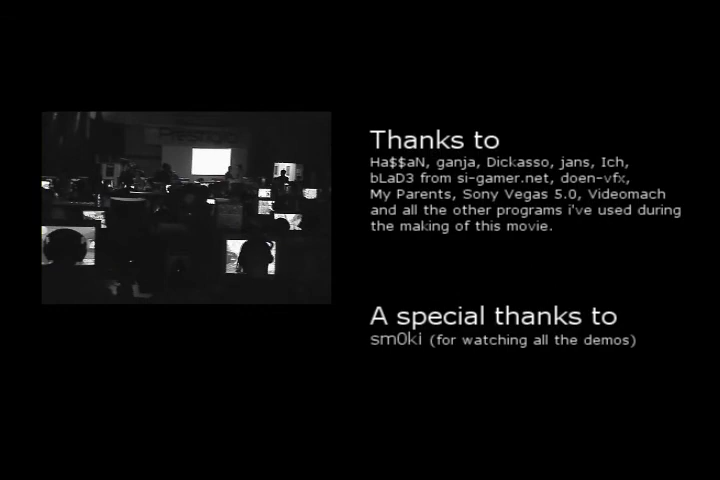 Thanks to
Ha$$aN, ganja, Dickasso, jans, Ich,
bLaD3 from si-gamer.net, doen-vfx,
My Parents, Sony Vegas 5.0, Videomach
and all the other programs i've used during
the making of this movie.
A special thanks to
sm0ki (for watching all the demos)